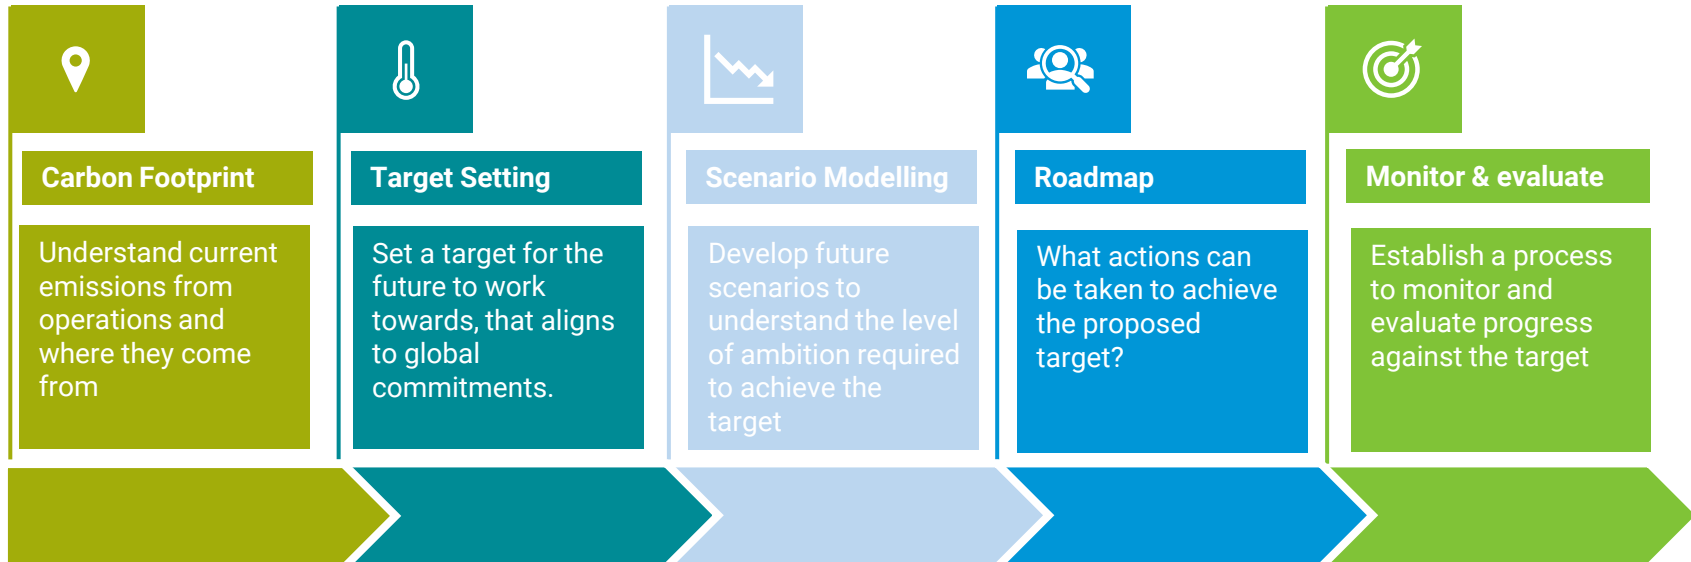 Carbon Footprint
Understand current
emissions from
operations and
where they come
from
Target Setting
Set a target for the
future to work
towards, that aligns
to global
commitments.
Scenario Modelling
Develop future
scenarios to
understand the level
of ambition required
to achieve the
target
Roadmap
What actions can
be taken to achieve
the proposed
target?
Monitor & evaluate
Establish a process
to monitor and
evaluate progress
against the target